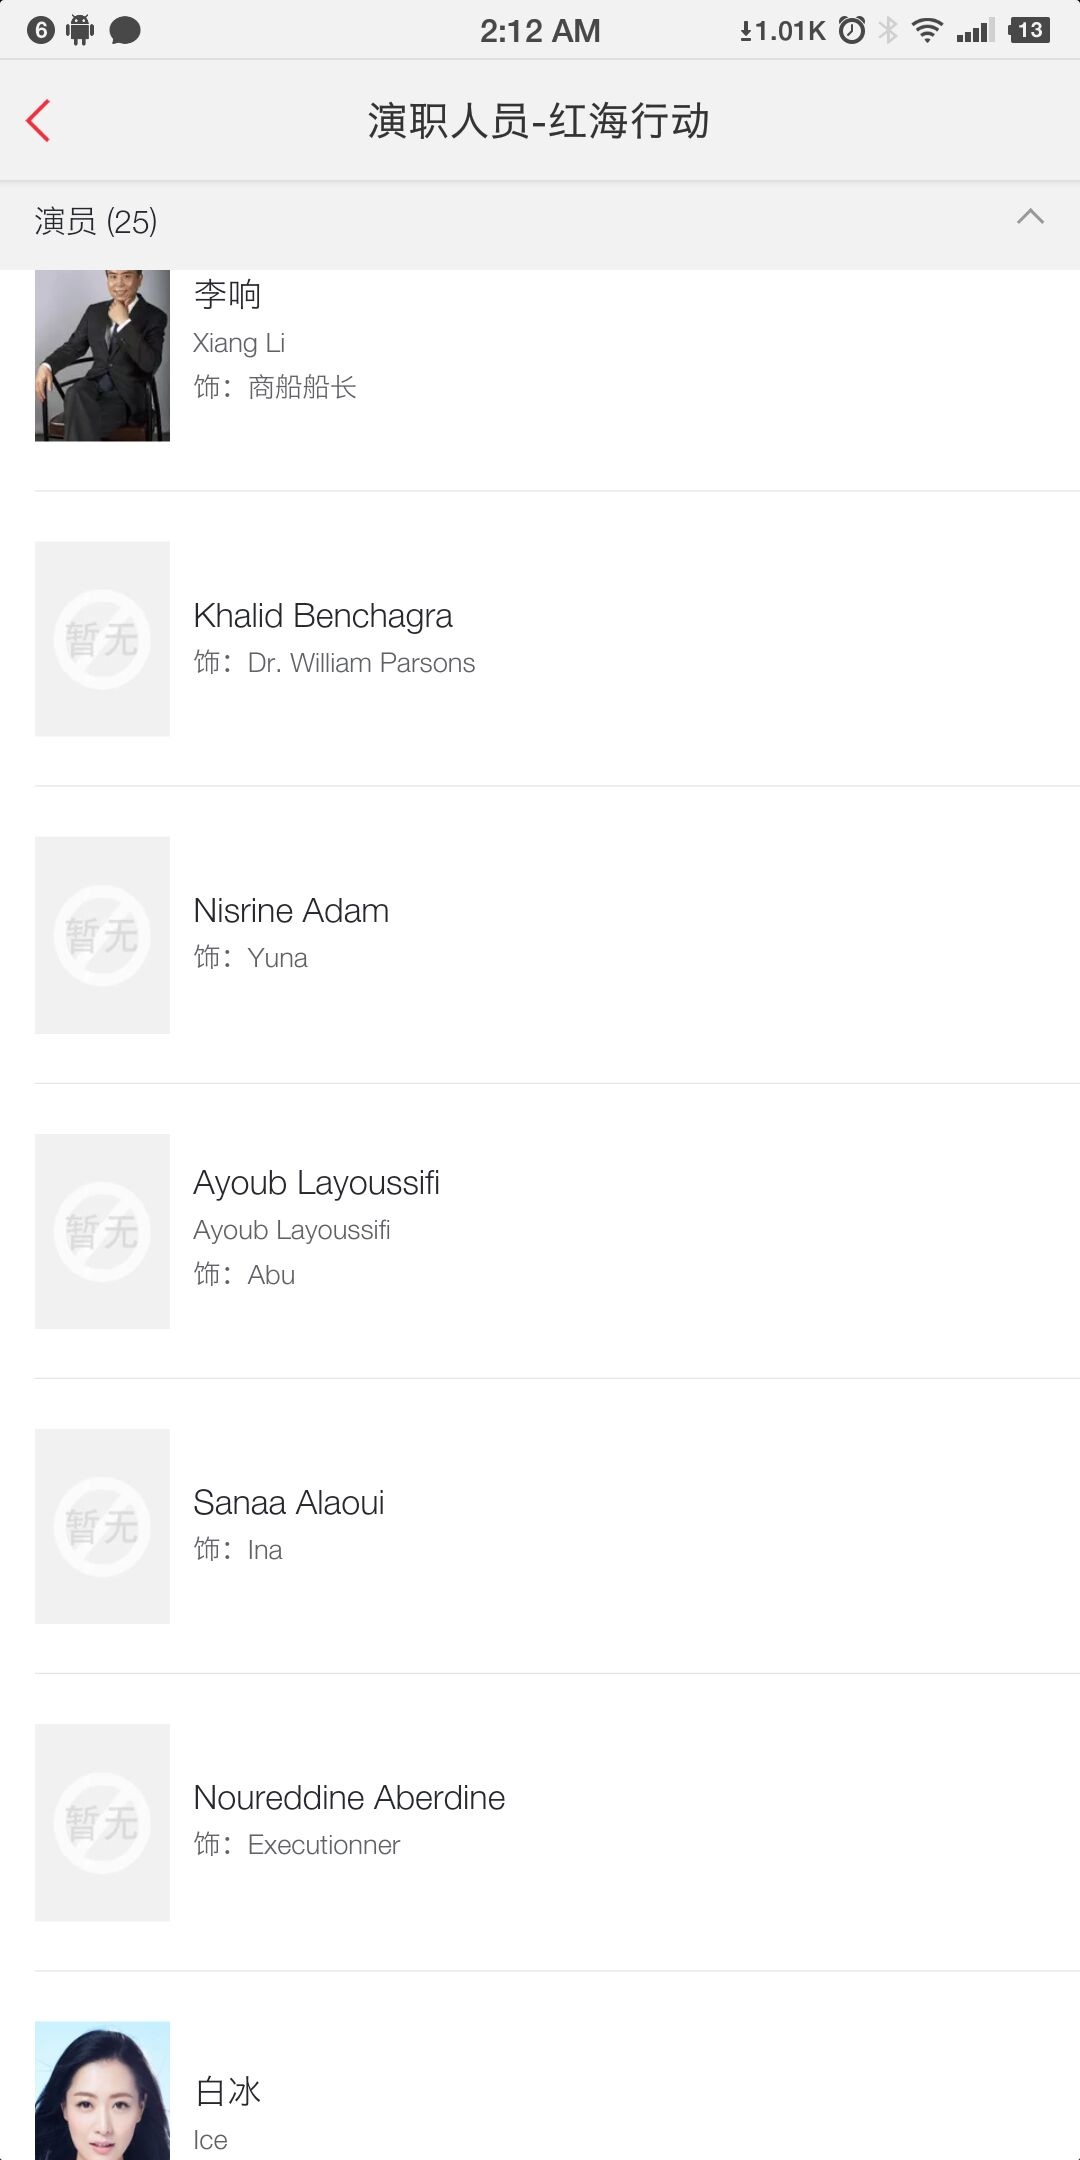 6
2:12 AM
1.01K
13
演职人员-红海行动
演员 (25)
李响
Xiang Li
饰：商船船长
暂无
Khalid Benchagra
饰：Dr. William Parsons
暂无
Nisrine Adam
饰：Yuna
暂无
Ayoub Layoussifi
Ayoub Layoussifi
饰：Abu
暂无
Sanaa Alaoui
饰：Ina
暂无
Noureddine Aberdine
饰：Executionner
白冰
Ice